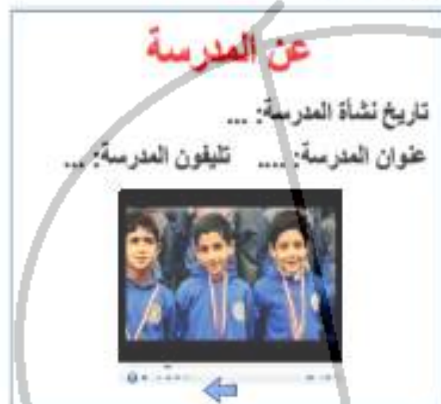 عن المدرسة
تاريخ نشأة المدرسة: ...
عنوان المدرسة: .... تليفون المدرسة: ...